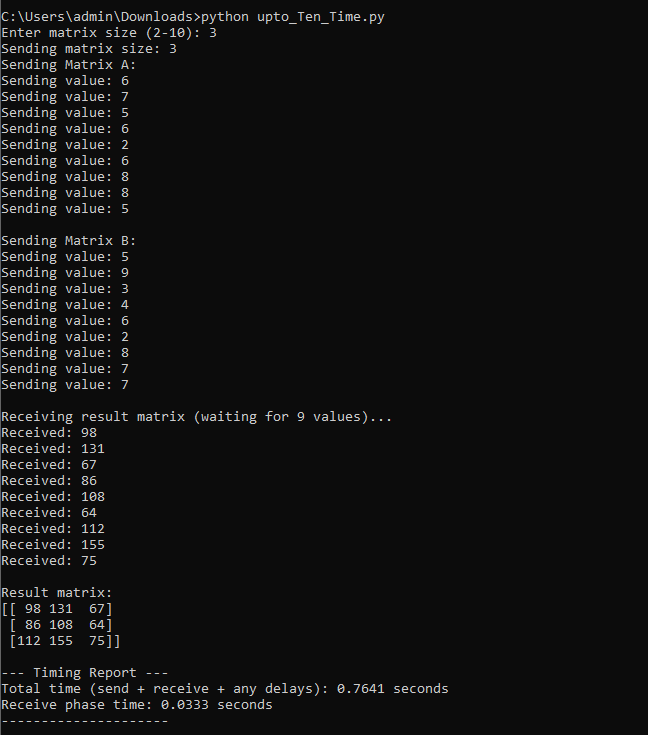 C:\Users\admin\Downloads>python upto_Ten_Time.py
Enter matrix size (2-10): 3
Sending matrix size: 3
Sending Matrix A:
Sending value: 6
Sending value: 7
Sending value: 5
Sending value: 6
Sending value: 2
Sending value: 6
Sending value: 8
Sending value: 8
Sending value: 5

Sending Matrix B:
Sending value: 5
Sending value: 9
Sending value: 3
Sending value: 4
Sending value: 6
Sending value: 2
Sending value: 8
Sending value: 7
Sending value: 7

Receiving result matrix (waiting for 9 values)...
Received: 98
Received: 131
Received: 67
Received: 86
Received: 108
Received: 64
Received: 112
Received: 155
Received: 75

Result matrix:
[[ 98 131  67]
 [ 86 108  64]
 [112 155  75]]

--- Timing Report ---
Total time (send + receive + any delays): 0.7641 seconds
Receive phase time: 0.0333 seconds
---------------------